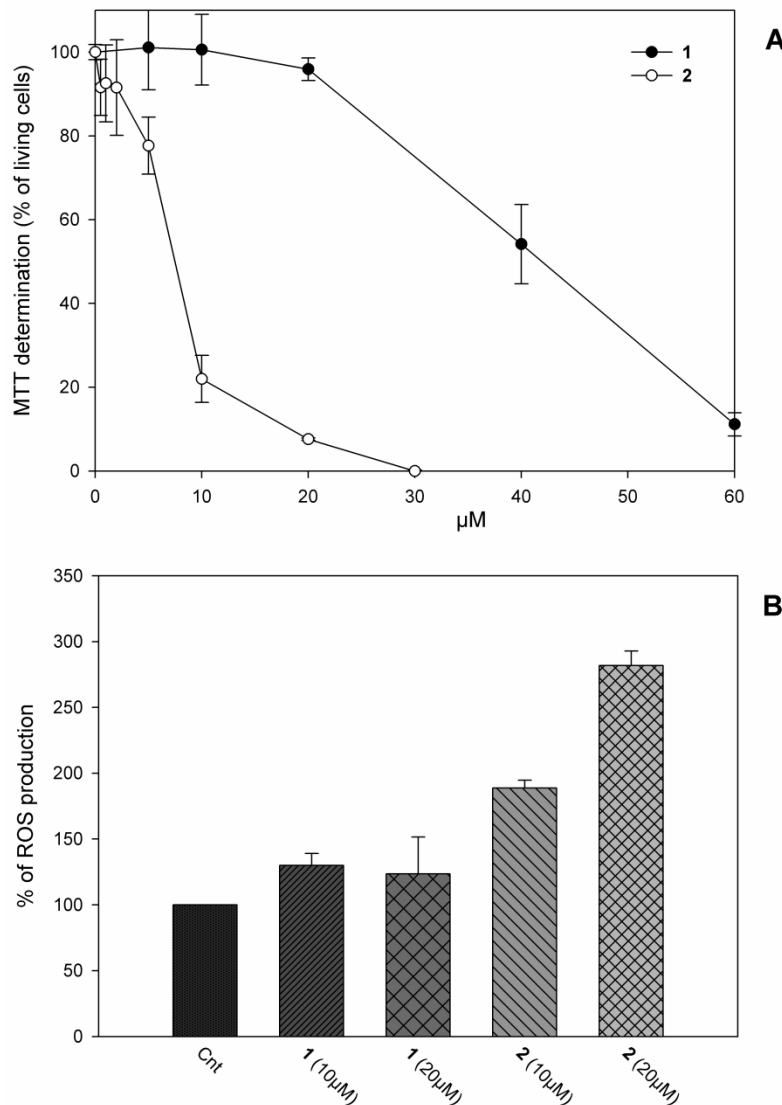 A
1
2
MTT determination (% of living cells)
100
80
60
40
20
0
0
10
20
30
40
50
60
µM
B
% of ROS production
350
300
250
200
150
100
50
0
Cnt
1 (10µM)
1 (20µM)
2 (10µM)
2 (20µM)